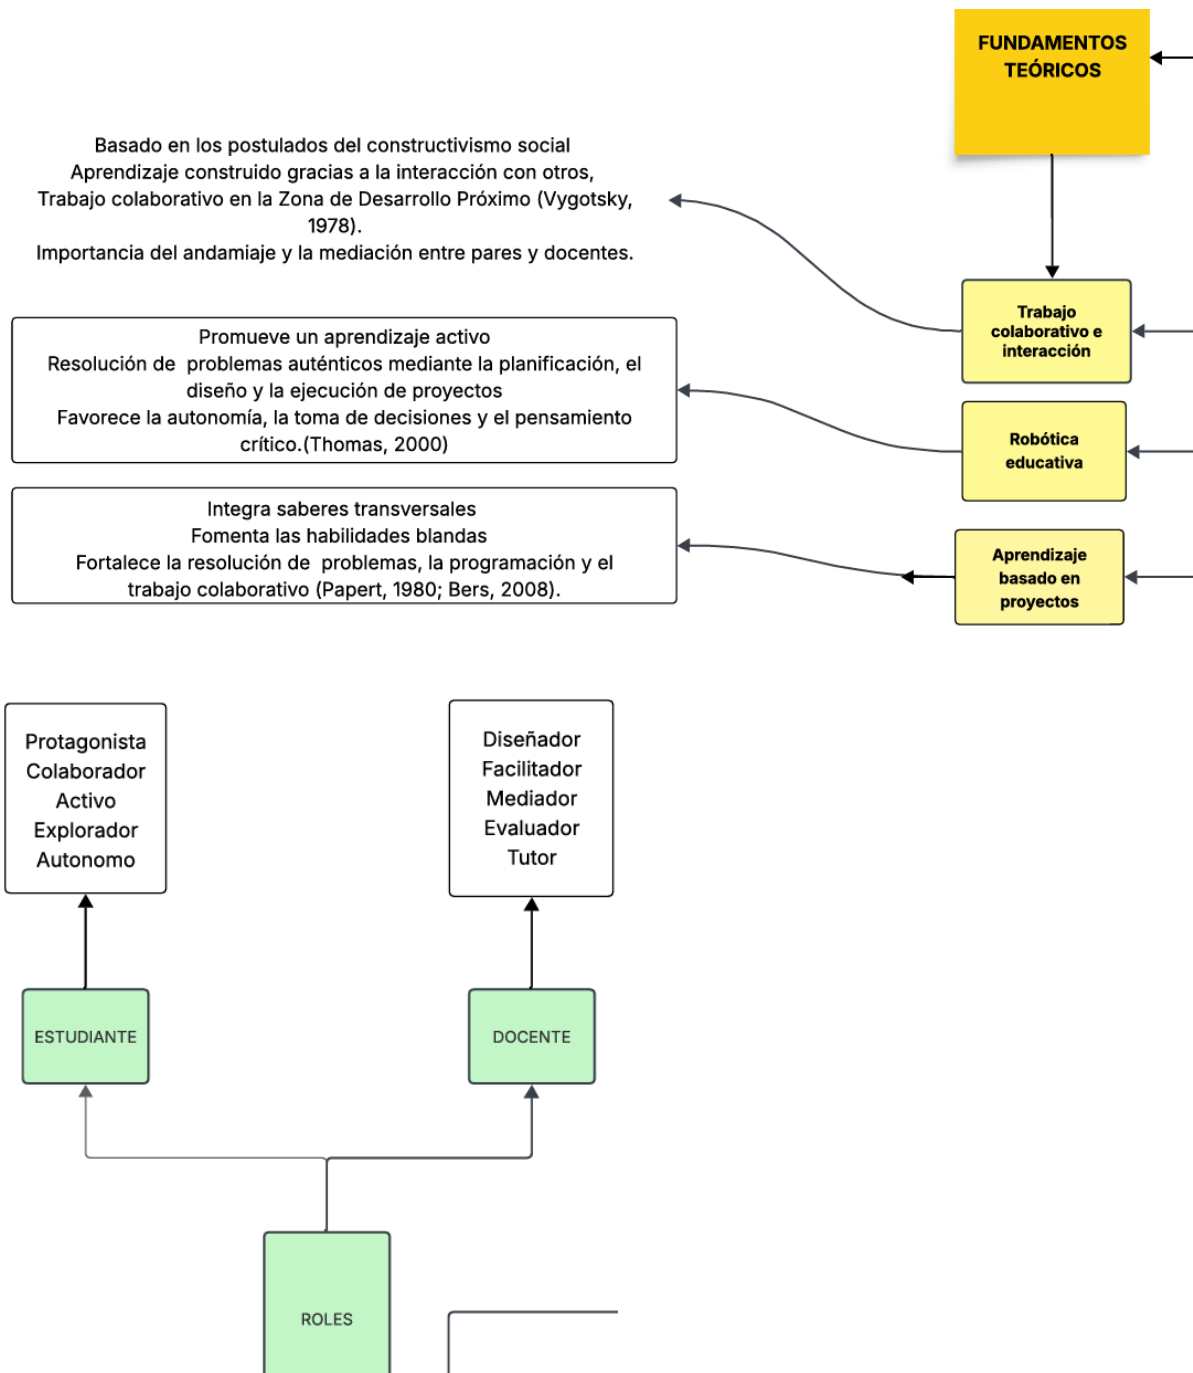 FUNDAMENTOS
TEÓRICOS
Basado en los postulados del constructivismo social
Aprendizaje construido gracias a la interacción con otros,
Trabajo colaborativo en la Zona de Desarrollo Próximo (Vygotsky,
1978).
Importancia del andamiaje y la mediación entre pares y docentes.
Trabajo
colaborativo e
interacción
Promueve un aprendizaje activo
Resolución de  problemas auténticos mediante la planificación, el
diseño y la ejecución de proyectos
Favorece la autonomía, la toma de decisiones y el pensamiento
crítico.(Thomas, 2000)
Robótica
educativa
Integra saberes transversales
Fomenta las habilidades blandas
Fortalece la resolución de  problemas, la programación y el
trabajo colaborativo (Papert, 1980; Bers, 2008).
Aprendizaje
basado en
proyectos
Protagonista
Colaborador
Activo
Explorador
Autonomo
Diseñador
Facilitador
Mediador
Evaluador
Tutor
ESTUDIANTE
DOCENTE
ROLES